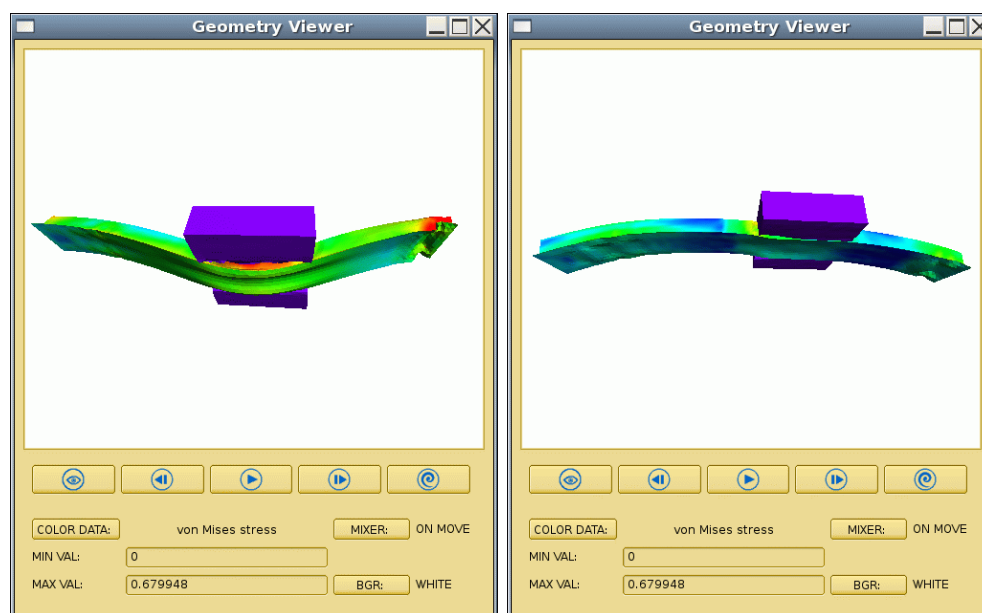 Geometry Viewer
COLOR DATA: von Mises stress MIXER: ON MOVE
MIN VAL: 0
MAX VAL: 0.679948 BGR: WHITE
Geometry Viewer
COLOR DATA: von Mises stress MIXER: ON MOVE
MIN VAL: 0
MAX VAL: 0.679948 BGR: WHITE